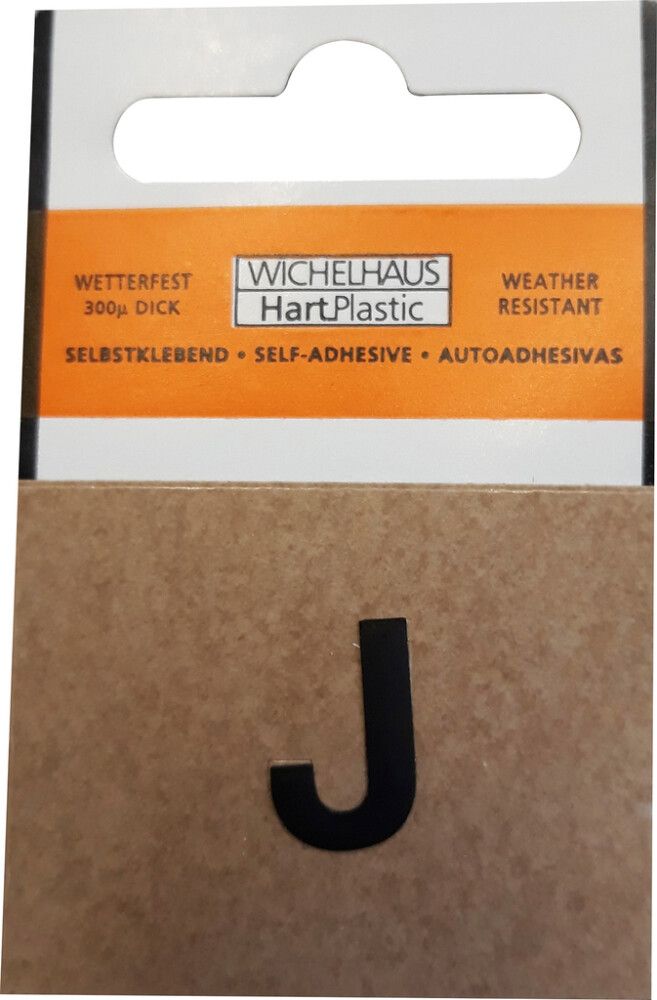 WETTERFEST
300µ DICK
WICHELHAUS
HartPlastic
WEATHER
RESISTANT
SELBSTKLEBEND • SELF-ADHESIVE • AUTOADHESIVAS
J